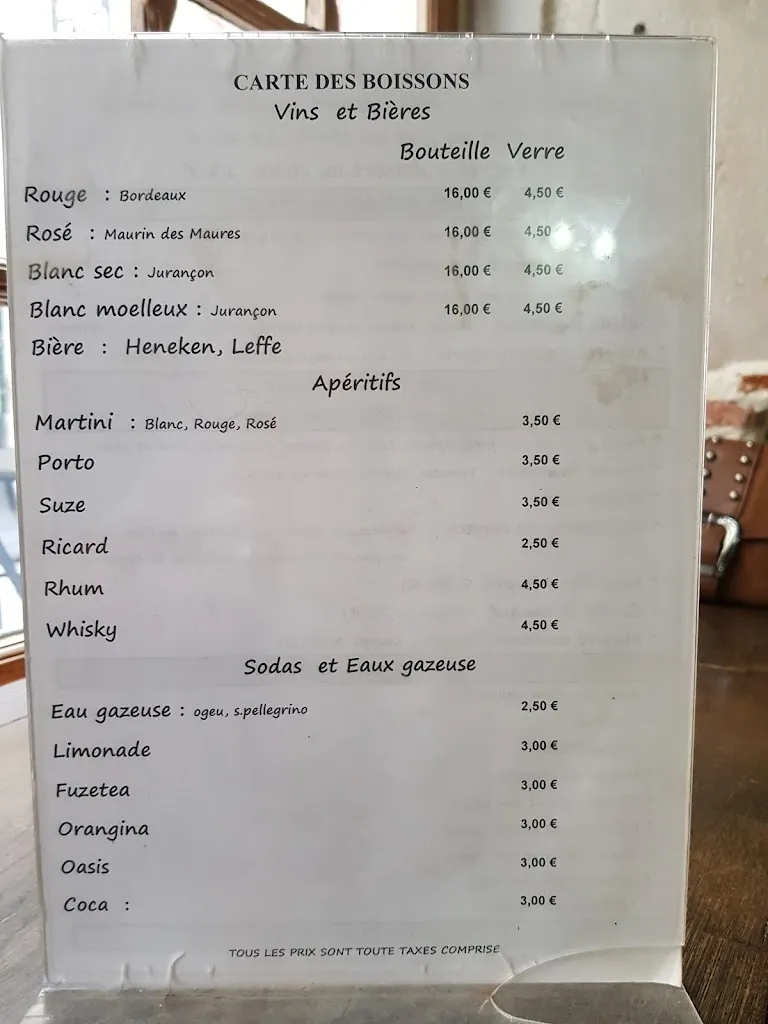 CARTE DES BOISSONS
Vins et Bières
Bouteille Verre
Rouge : Bordeaux 16,00 € 4,50 €
Rosé : Maurin des Maures 16,00 € 4,50
Blanc sec : Jurançon 16,00 € 4,50 €
Blanc moelleux : Jurançon 16,00 € 4,50 €
Bière : Heneken, Leffe
Apéritifs
Martini : Blanc, Rouge, Rosé 3,50 €
Porto 3,50 €
Suze 3,50 €
Ricard 2,50 €
Rhum 4,50 €
Whisky 4,50 €
Sodas et Eaux gazeuse
Eau gazeuse : ogeu, s.pellegrino 2,50 €
Limonade 3,00 €
Fuzetea 3,00 €
Orangina 3,00 €
Oasis 3,00 €
Coca : 3,00 €
TOUS LES PRIX SONT TOUTE TAXES COMPRISE